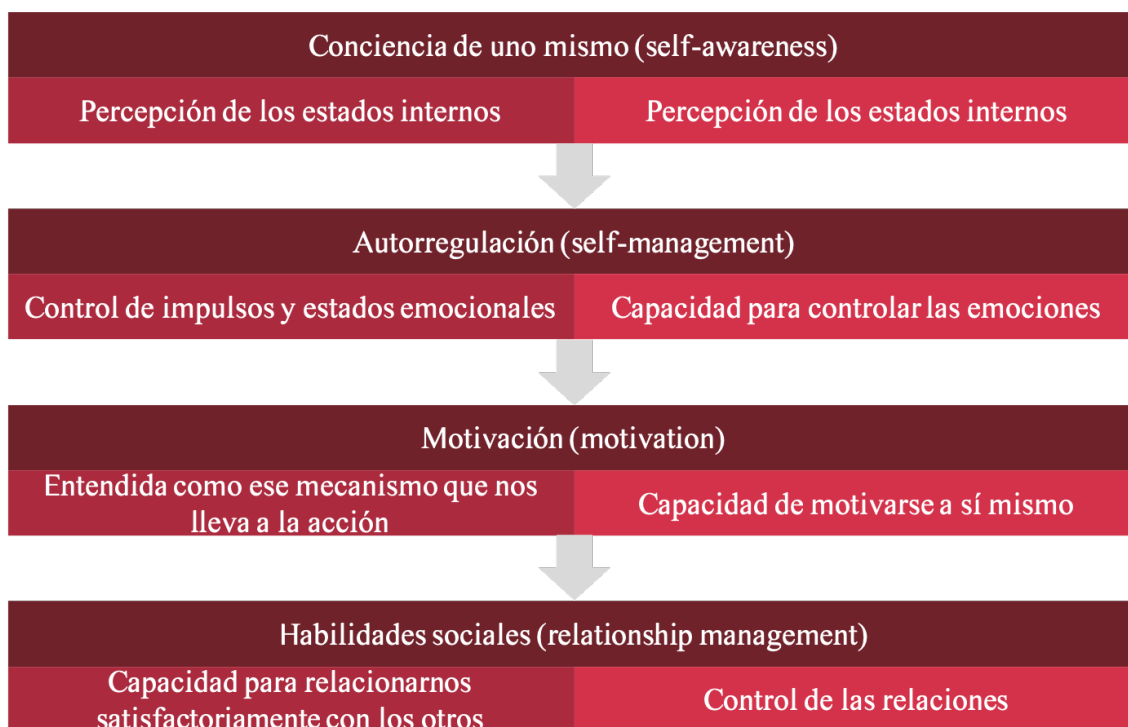 Conciencia de uno mismo (self-awareness)
Percepción de los estados internos
Percepción de los estados internos
Autorregulación (self-management)
Control de impulsos y estados emocionales
Capacidad para controlar las emociones
Motivación (motivation)
Entendida como ese mecanismo que nos
lleva a la acción
Capacidad de motivarse a sí mismo
Habilidades sociales (relationship management)
Capacidad para relacionarnos
satisfactoriamente con los otros
Control de las relaciones